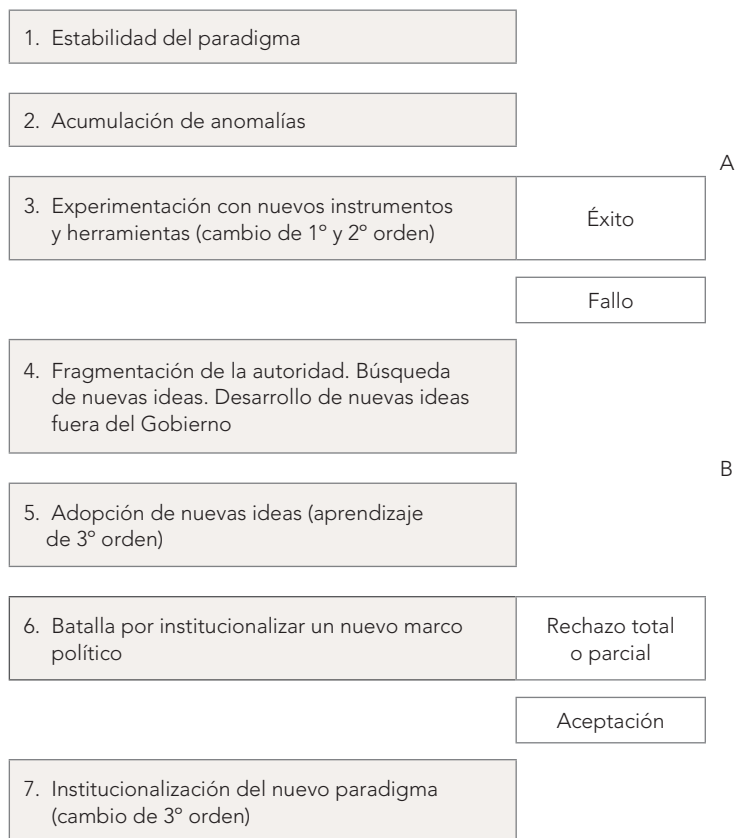 1. Estabilidad del paradigma
2. Acumulación de anomalías
A
3. Experimentación con nuevos instrumentos
y herramientas (cambio de 1º y 2º orden)
Éxito
Fallo
4. Fragmentación de la autoridad. Búsqueda
de nuevas ideas. Desarrollo de nuevas ideas
fuera del Gobierno
B
5. Adopción de nuevas ideas (aprendizaje
de 3º orden)
6. Batalla por institucionalizar un nuevo marco
político
Rechazo total
o parcial
Aceptación
7. Institucionalización del nuevo paradigma
(cambio de 3º orden)